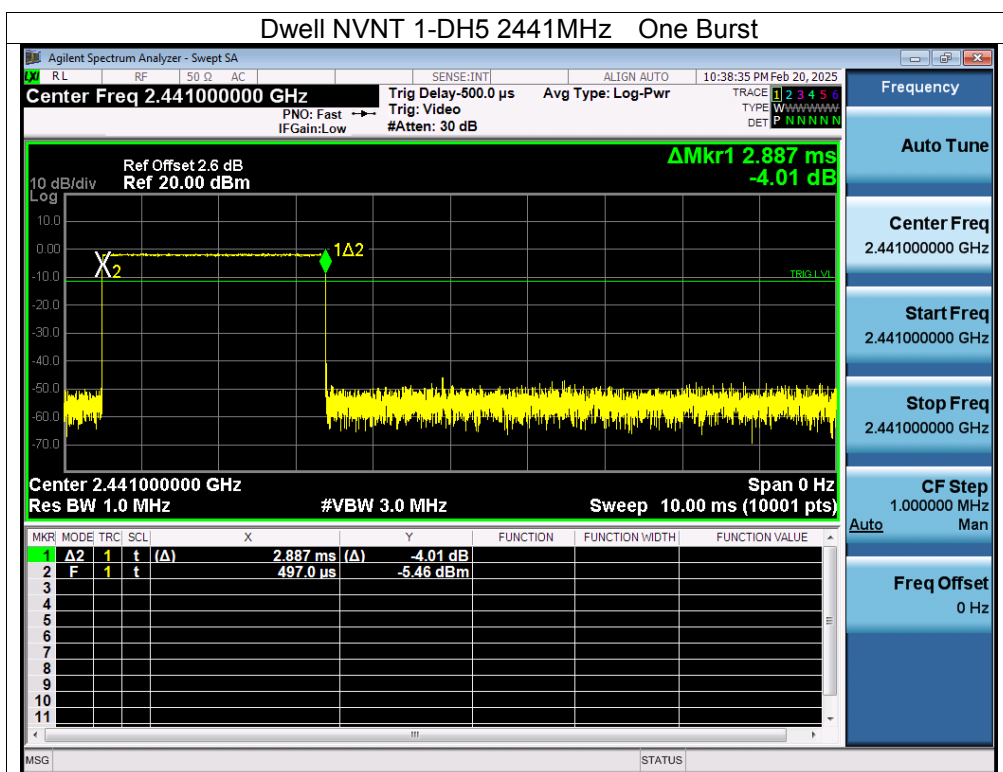 Dwell NVNT 1-DH5 2441MHz One Burst
Agilent Spectrum Analyzer - Swept SA
LXI RL RF 50 Ω AC SENSE:INT ALIGN AUTO 10:38:35 PM Feb 20, 2025
Center Freq 2.441000000 GHz Trig Delay-500.0 µs Avg Type: Log-Pwr TRACE 1 2 3 4 5 6
PNO: Fast Trig: Video TYPE WWWWWW
IFGain:Low #Atten: 30 dB DET P N N N N N
Frequency
Auto Tune
Center Freq
2.441000000 GHz
Start Freq
2.441000000 GHz
Stop Freq
2.441000000 GHz
CF Step
1.000000 MHz
Auto Man
Freq Offset
0 Hz
ΔMkr1 2.887 ms
-4.01 dB
Ref Offset 2.6 dB
10 dB/div Ref 20.00 dBm
Log
10.0
0.00
-10.0
-20.0
-30.0
-40.0
-50.0
-60.0
-70.0
2
1Δ2
TRIG LVL
Center 2.441000000 GHz Span 0 Hz
Res BW 1.0 MHz #VBW 3.0 MHz Sweep 10.00 ms (10001 pts)
MKR MODE TRC SCL X Y FUNCTION FUNCTION WIDTH FUNCTION VALUE
1 Δ2 1 t (Δ) 2.887 ms (Δ) -4.01 dB
2 F 1 t 497.0 µs -5.46 dBm
3
4
5
6
7
8
9
10
11
MSG STATUS